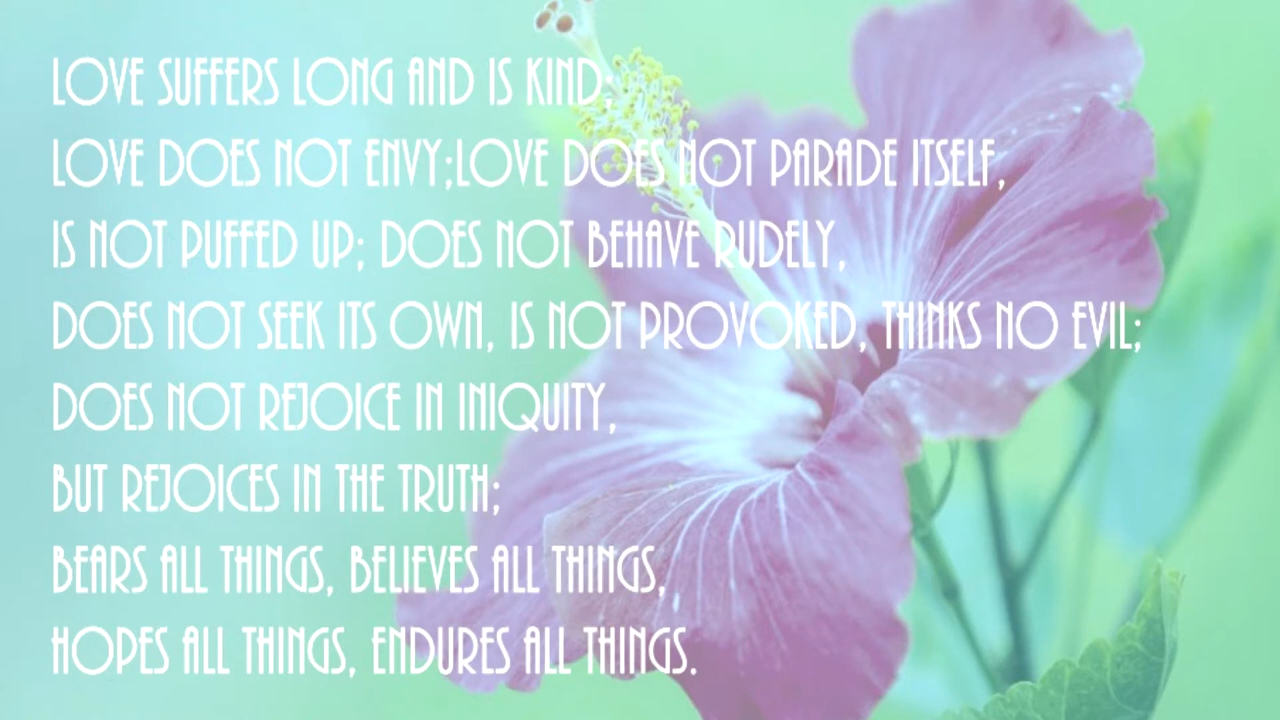 LOVE SUFFERS LONG AND IS KIND;
LOVE DOES NOT ENVY;LOVE DOES NOT PARADE ITSELF,
IS NOT PUFFED UP; DOES NOT BEHAVE RUDELY,
DOES NOT SEEK ITS OWN, IS NOT PROVOKED, THINKS NO EVIL;
DOES NOT REJOICE IN INIQUITY,
BUT REJOICES IN THE TRUTH;
BEARS ALL THINGS, BELIEVES ALL THINGS,
HOPES ALL THINGS, ENDURES ALL THINGS.